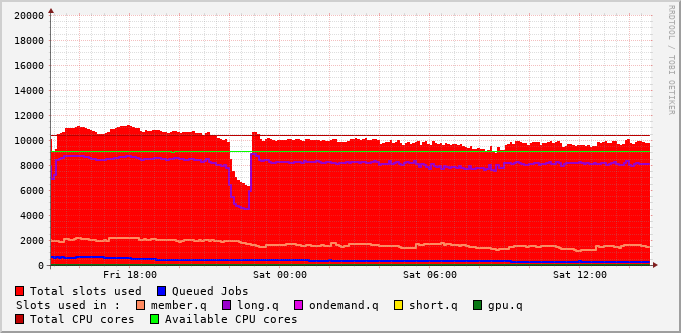 RRDTOOL / TOBI OETIKER
20000
18000
16000
14000
12000
10000
8000
6000
4000
2000
0
Fri 18:00 Sat 00:00 Sat 06:00 Sat 12:00
Total slots used Queued Jobs
Slots used in : member.q long.q ondemand.q short.q gpu.q
Total CPU cores Available CPU cores